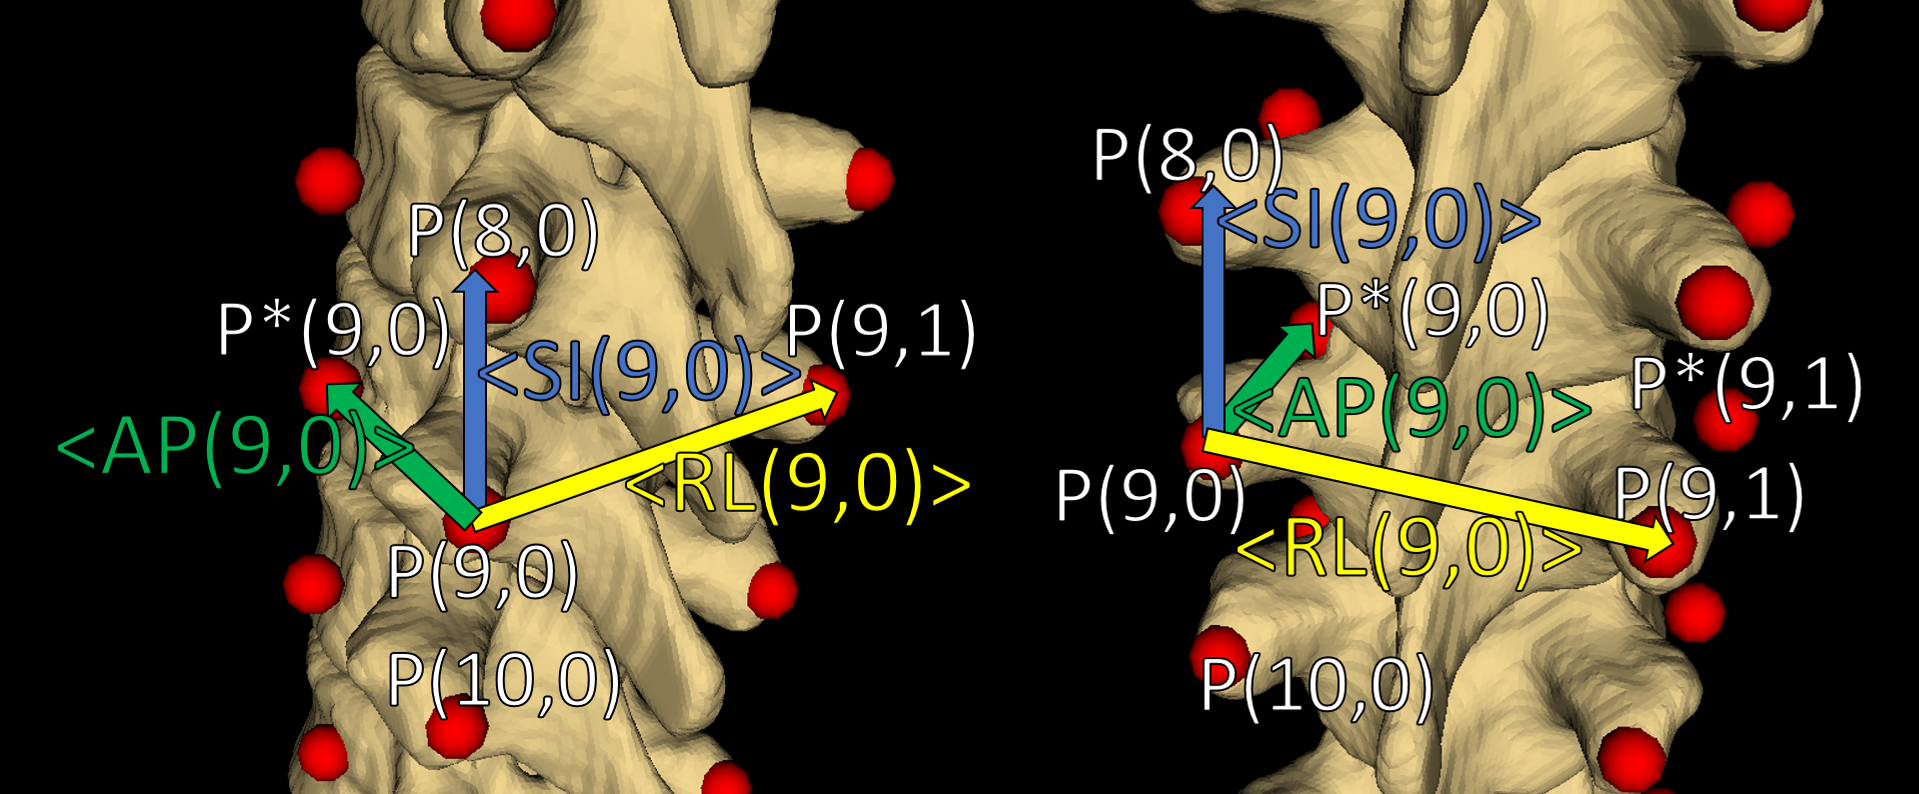 P(8,0)
P*(9,0)
P(9,1)
<SI(9,0)>
<AP(9,0)>
<RL(9,0)>
P(9,0)
P(10,0)
P(8,0)
<SI(9,0)>
P*(9,0)
P*(9,1)
<AP(9,0)>
P(9,0)
P(9,1)
<RL(9,0)>
P(10,0)